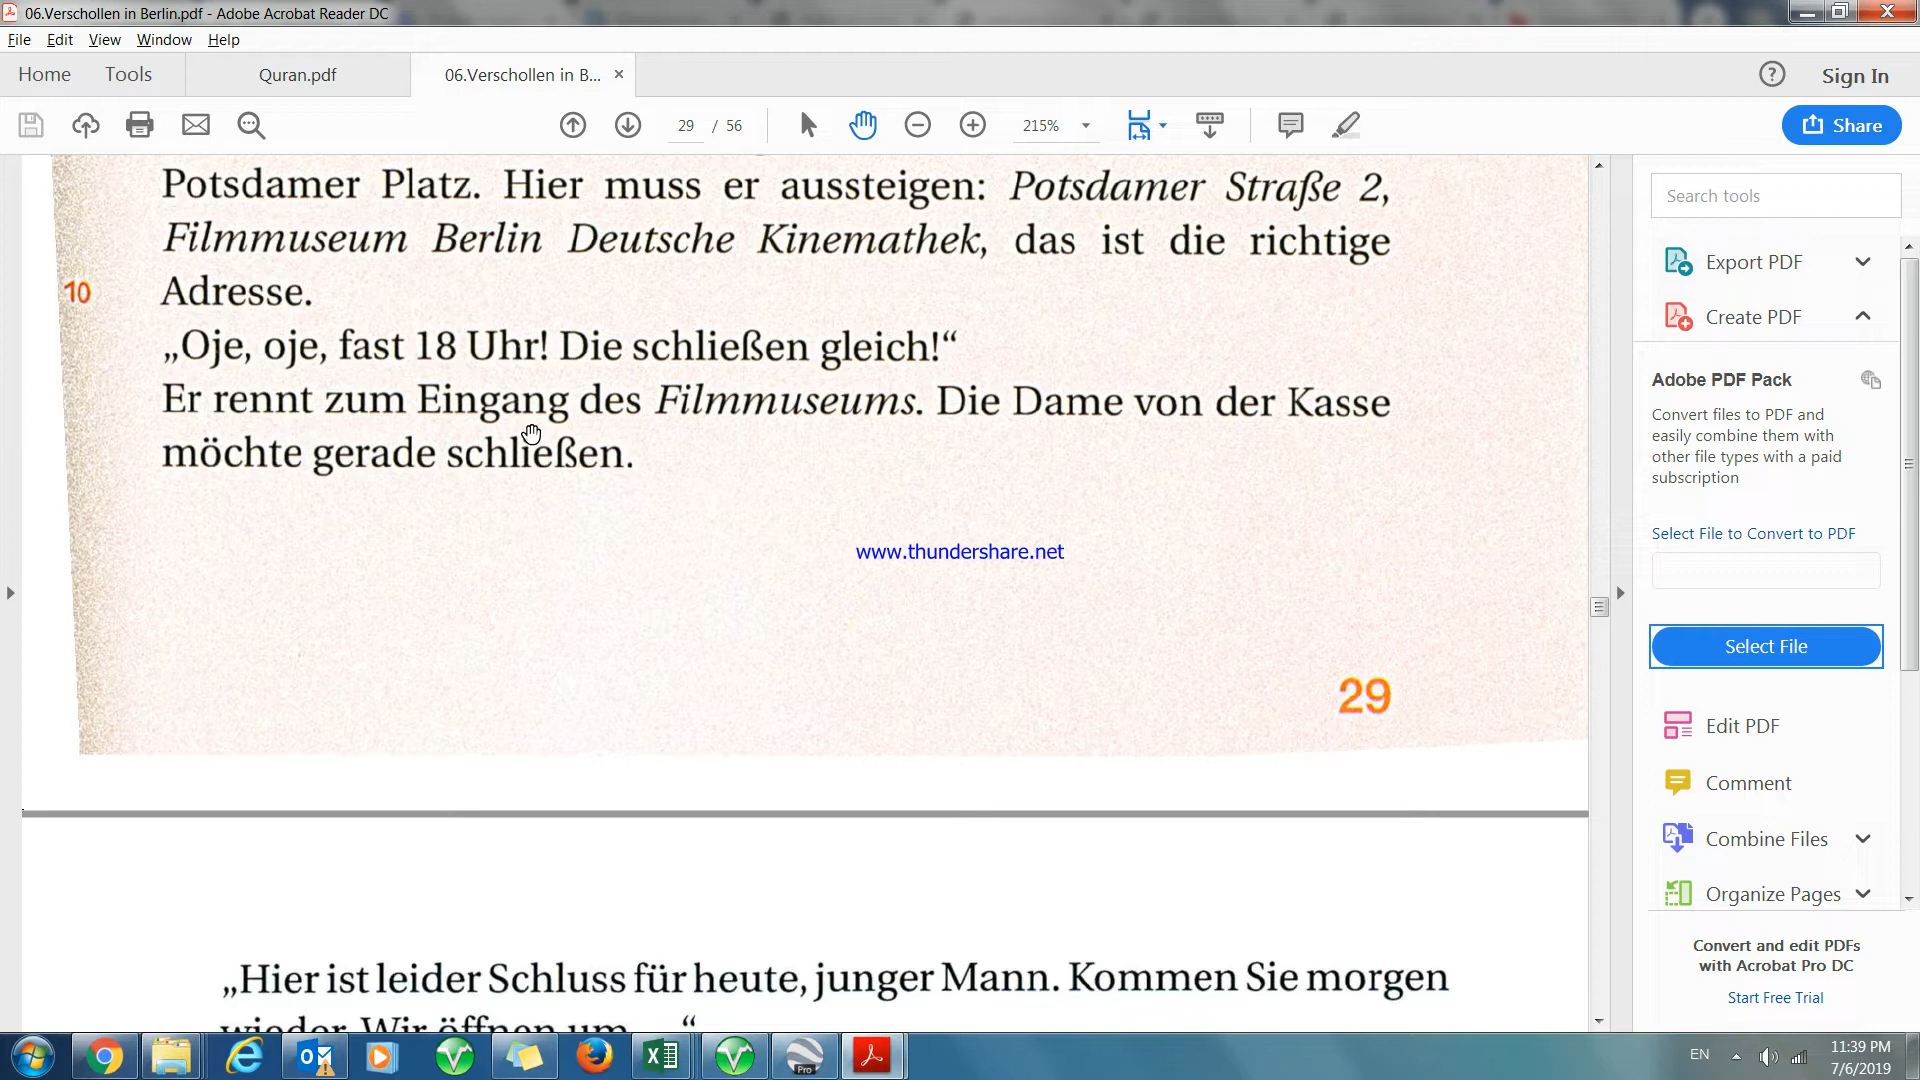 06.Verschollen in Berlin.pdf - Adobe Acrobat Reader DC
File Edit View Window Help
Home Tools Quran.pdf 06.Verschollen in B... × Sign In
29 / 56 215% Share
Potsdamer Platz. Hier muss er aussteigen: Potsdamer Straße 2,
Filmmuseum Berlin Deutsche Kinemathek, das ist die richtige
10 Adresse.
„Oje, oje, fast 18 Uhr! Die schließen gleich!“
Er rennt zum Eingang des Filmmuseums. Die Dame von der Kasse
möchte gerade schließen.
www.thundershare.net
29
„Hier ist leider Schluss für heute, junger Mann. Kommen Sie morgen
wieder. Wir öffnen um ... “
Search tools
Export PDF
Create PDF
Adobe PDF Pack
Convert files to PDF and
easily combine them with
other file types with a paid
subscription
Select File to Convert to PDF
Select File
Edit PDF
Comment
Combine Files
Organize Pages
Convert and edit PDFs
with Acrobat Pro DC
Start Free Trial
Pro
EN 11:39 PM
7/6/2019